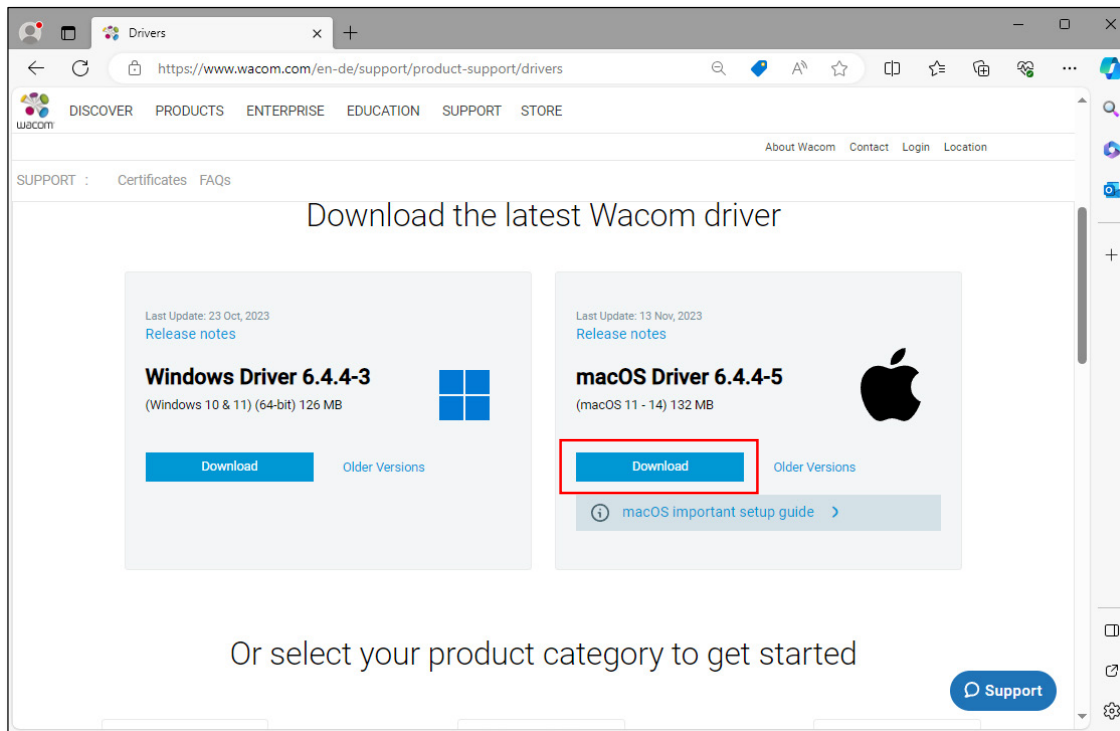 Drivers
https://www.wacom.com/en-de/support/product-support/drivers
wacom
DISCOVER PRODUCTS ENTERPRISE EDUCATION SUPPORT STORE
About Wacom Contact Login Location
SUPPORT : Certificates FAQs
Download the latest Wacom driver
Last Update: 23 Oct, 2023
Release notes
Windows Driver 6.4.4-3
(Windows 10 & 11) (64-bit) 126 MB
Download Older Versions
Last Update: 13 Nov, 2023
Release notes
macOS Driver 6.4.4-5
(macOS 11 - 14) 132 MB
Download Older Versions
macOS important setup guide
Or select your product category to get started
Support